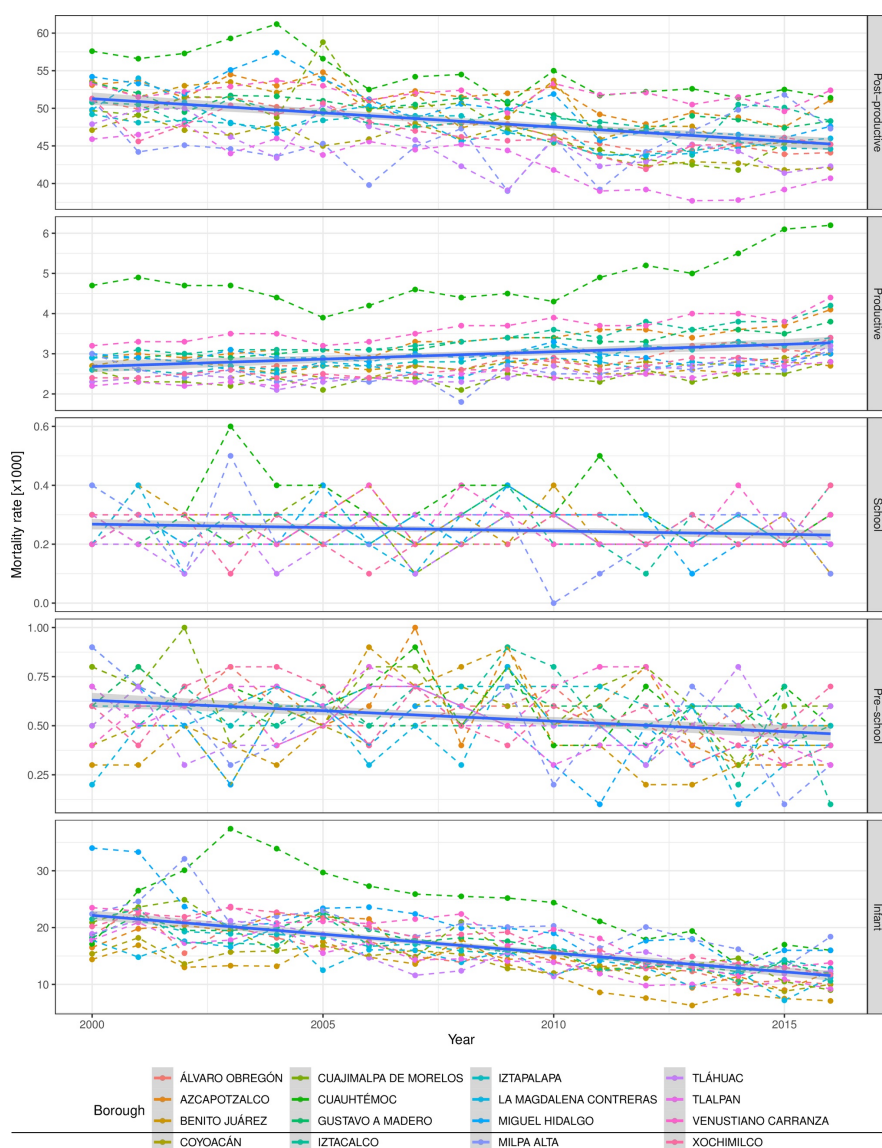 60
55
50
45
40
Post−productive
6
5
4
3
2
Productive
0.6
0.4
0.2
0.0
School
1.00
0.75
0.50
0.25
Pre−school
30
20
10
Infant
Mortality rate [x1000]
2000 2005 2010 2015
Year
Borough
ÁLVARO OBREGÓN CUAJIMALPA DE MORELOS IZTAPALAPA TLÁHUAC
AZCAPOTZALCO CUAUHTÉMOC LA MAGDALENA CONTRERAS TLALPAN
BENITO JUÁREZ GUSTAVO A MADERO MIGUEL HIDALGO VENUSTIANO CARRANZA
COYOACÁN IZTACALCO MILPA ALTA XOCHIMILCO